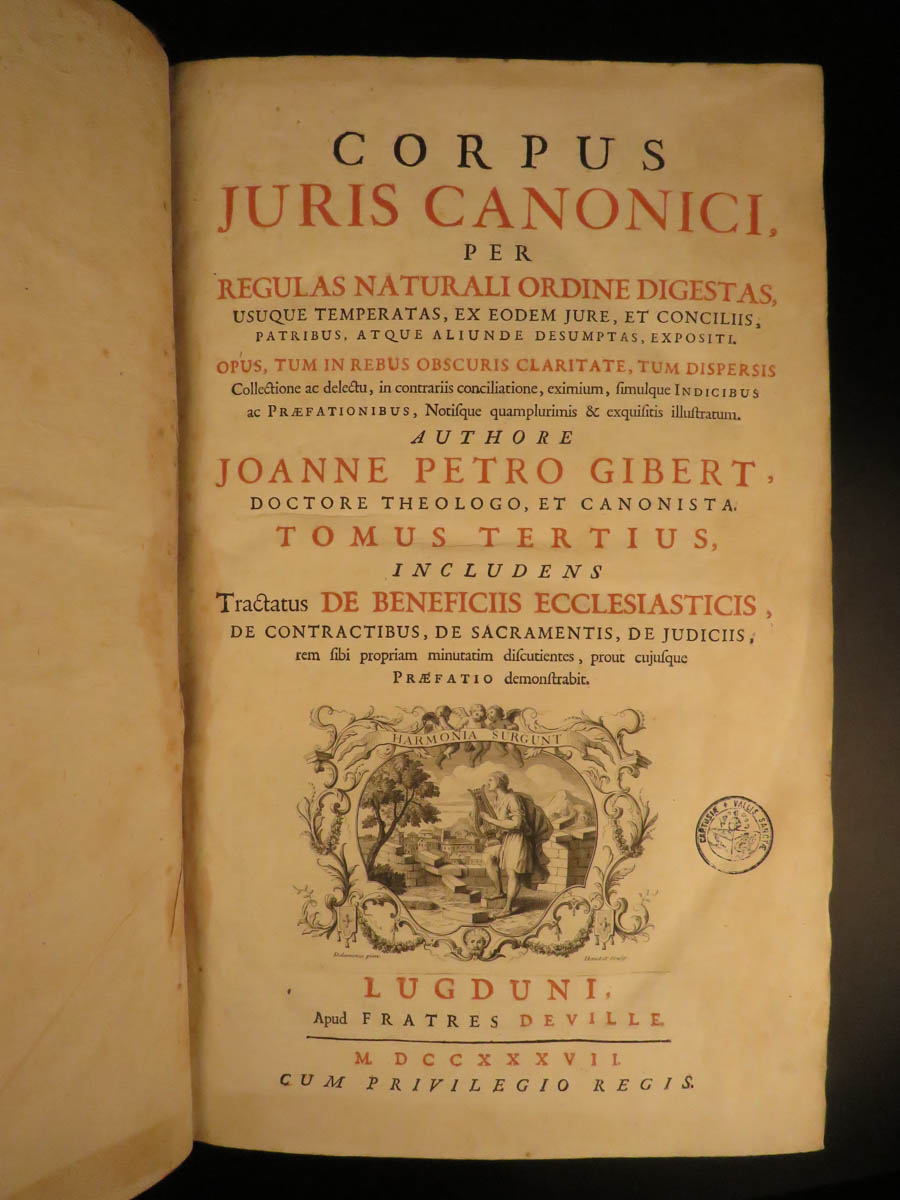 CORPUS
JURIS CANONICI,
PER
REGULAS NATURALI ORDINE DIGESTAS,
USUQUE TEMPERATAS, EX EODEM JURE, ET CONCILIIS,
PATRIBUS, ATQUE ALIUNDE DESUMPTAS, EXPOSITI.
OPUS, TUM IN REBUS OBSCURIS CLARITATE, TUM DISPERSIS
Collectione ac delectu, in contrariis conciliatione, eximium, ſimulque INDICIBUS
ac PRÆFATIONIBUS, Notiſque quamplurimis & exquiſitis illuſtratum.
AUTHORE
JOANNE PETRO GIBERT,
DOCTORE THEOLOGO, ET CANONISTA.
TOMUS TERTIUS,
INCLUDENS
Tractatus DE BENEFICIIS ECCLESIASTICIS,
DE CONTRACTIBUS, DE SACRAMENTIS, DE JUDICIIS,
rem ſibi propriam minutatim diſcutientes, prout cujuſque
PRÆFATIO demonſtrabit.
HARMONIA SURGUNT
CARTUSIÆ + VALLIS SANCTÆ
LUGDUNI,
Apud FRATRES DEVILLE.
M. DCCXXXVII.
CUM PRIVILEGIO REGIS.